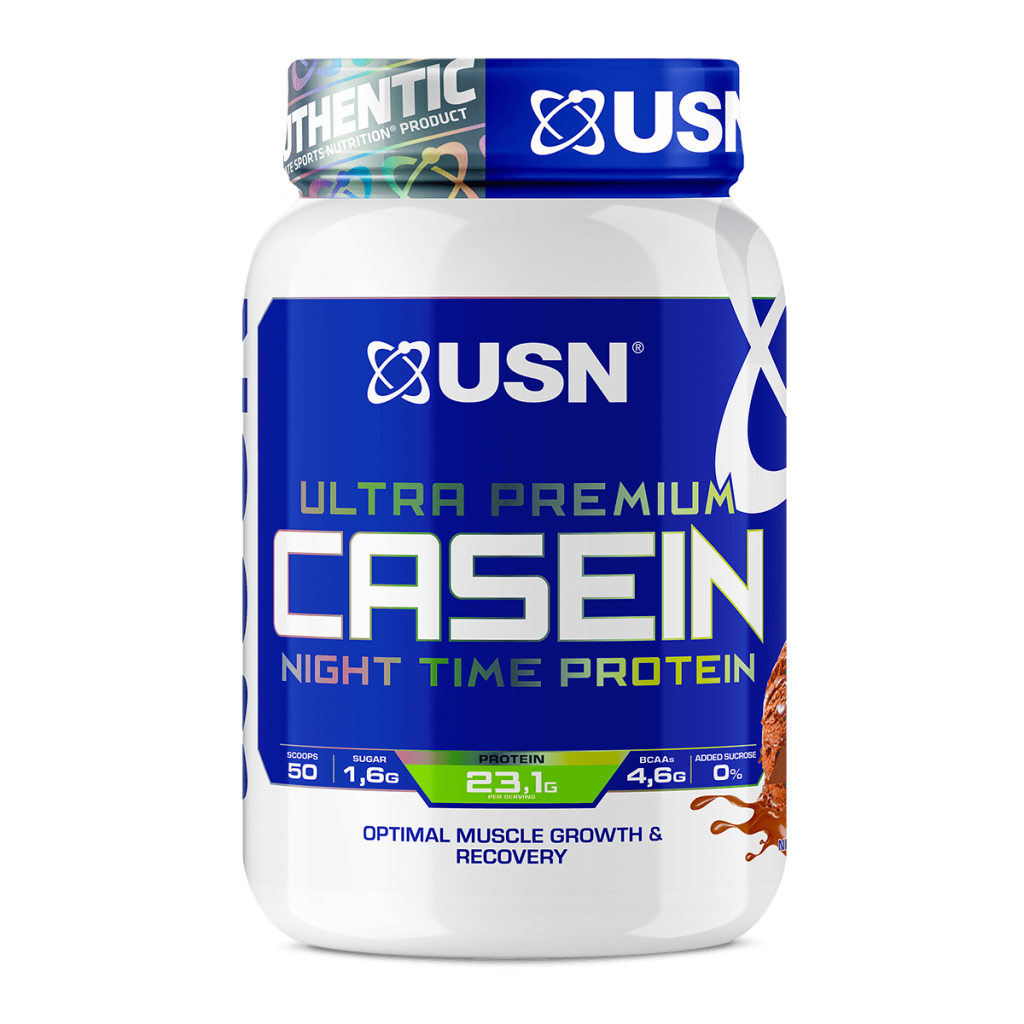 UTHENTIC
TE SPORTS NUTRITION® PRODUCT
USN
USN®
ULTRA PREMIUM
CASEIN
NIGHT TIME PROTEIN
SCOOPS
50
SUGAR
1,6G
PROTEIN
23,1G
PER SERVING
BCAAs
4,6G
ADDED SUCROSE
0%
OPTIMAL MUSCLE GROWTH &
RECOVERY